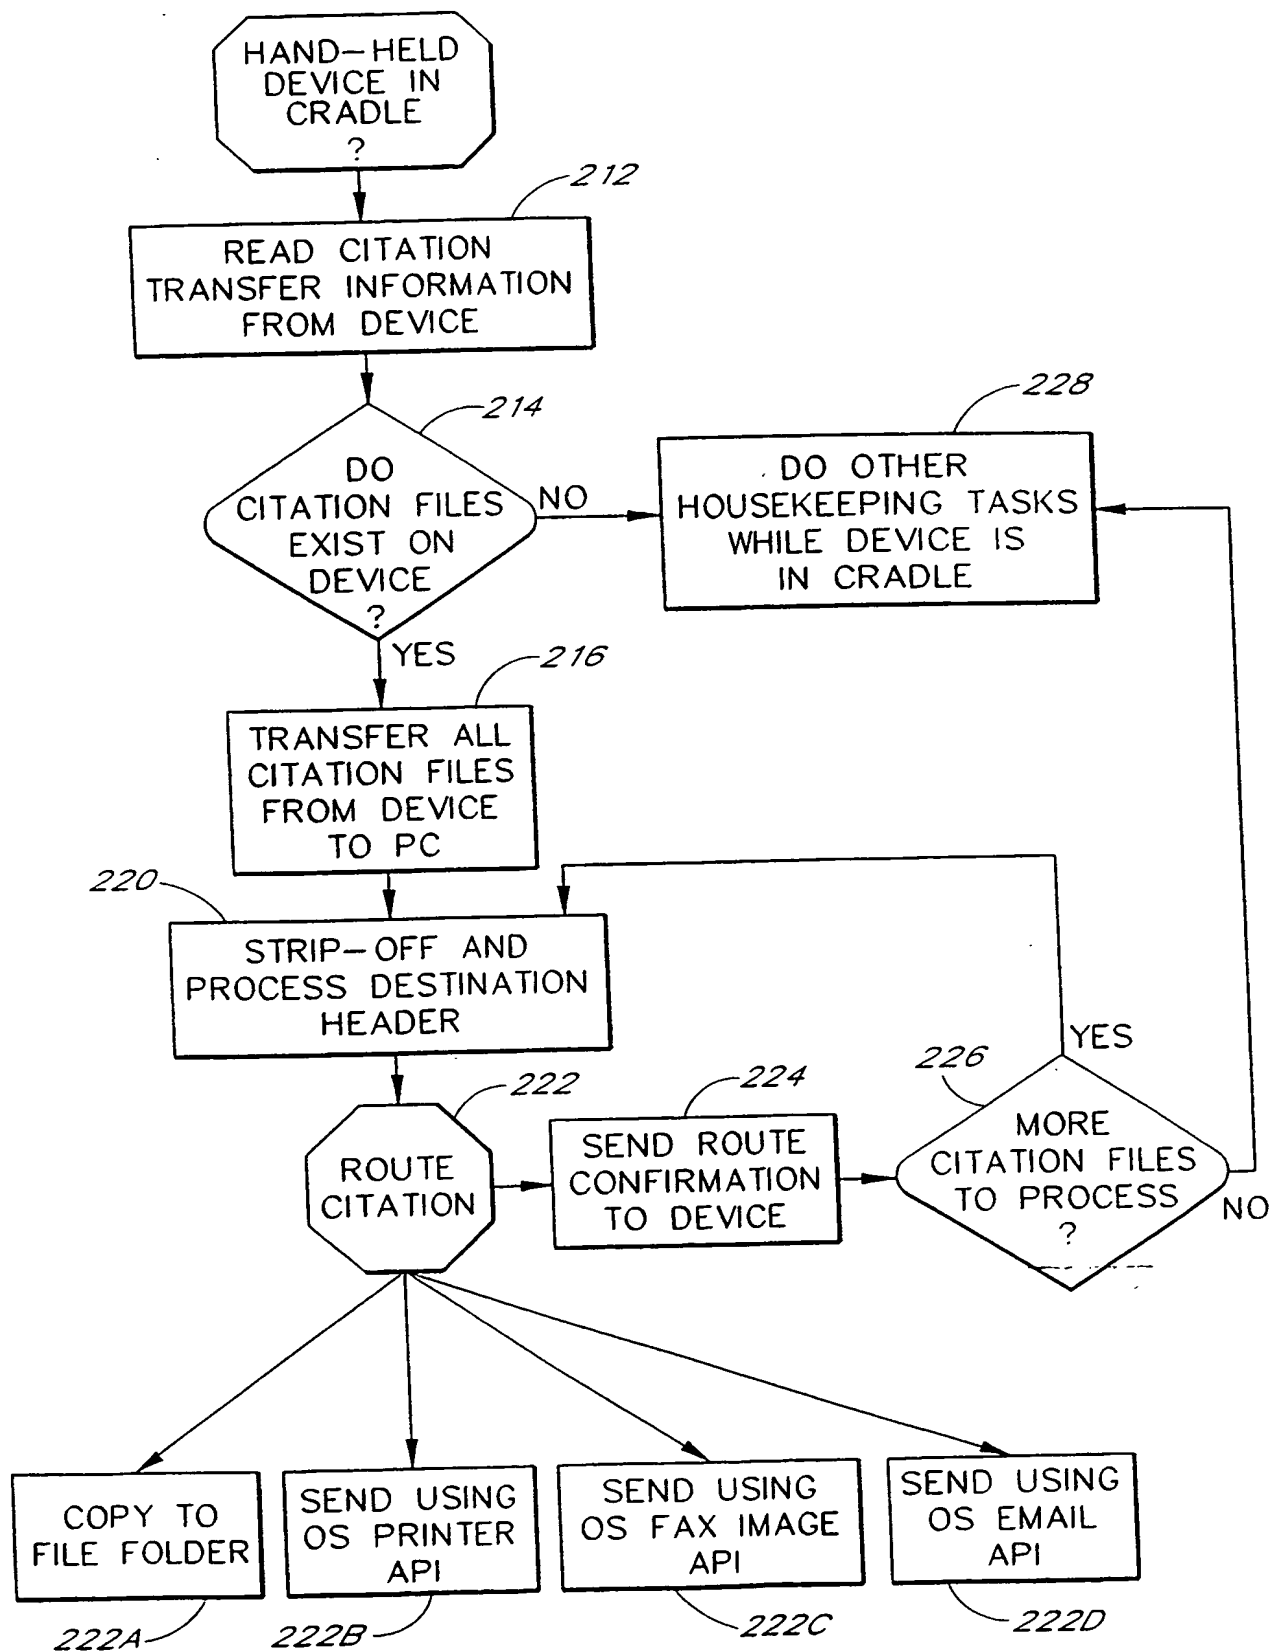 HAND-HELD
DEVICE IN
CRADLE
?
212
READ CITATION
TRANSFER INFORMATION
FROM DEVICE
214
DO
CITATION FILES
EXIST ON
DEVICE
?
NO
YES
228
DO OTHER
HOUSEKEEPING TASKS
WHILE DEVICE IS
IN CRADLE
216
TRANSFER ALL
CITATION FILES
FROM DEVICE
TO PC
220
STRIP-OFF AND
PROCESS DESTINATION
HEADER
222
ROUTE
CITATION
224
SEND ROUTE
CONFIRMATION
TO DEVICE
226
YES
MORE
CITATION FILES
TO PROCESS
?
NO
COPY TO
FILE FOLDER
222A
SEND USING
OS PRINTER
API
222B
SEND USING
OS FAX IMAGE
API
222C
SEND USING
OS EMAIL
API
222D